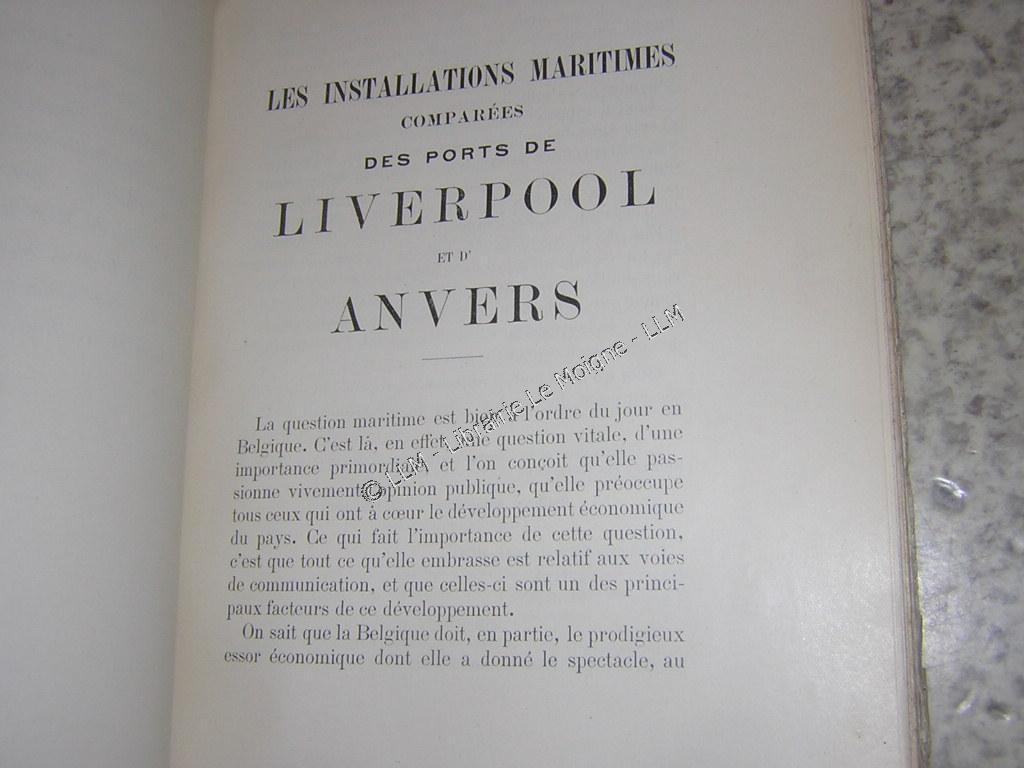 LES INSTALLATIONS MARITIMES
COMPARÉES
DES PORTS DE
LIVERPOOL
ET D'
ANVERS
La question maritime est bien à l'ordre du jour en
Belgique. C'est là, en effet, une question vitale, d'une
importance primordiale, et l'on conçoit qu'elle pas-
sionne vivement l'opinion publique, qu'elle préoccupe
tous ceux qui ont à cœur le développement économique
du pays. Ce qui fait l'importance de cette question,
c'est que tout ce qu'elle embrasse est relatif aux voies
de communication, et que celles-ci sont un des princi-
paux facteurs de ce développement.
On sait que la Belgique doit, en partie, le prodigieux
essor économique dont elle a donné le spectacle, au
© LLM - Librairie Le Moigne - LLM